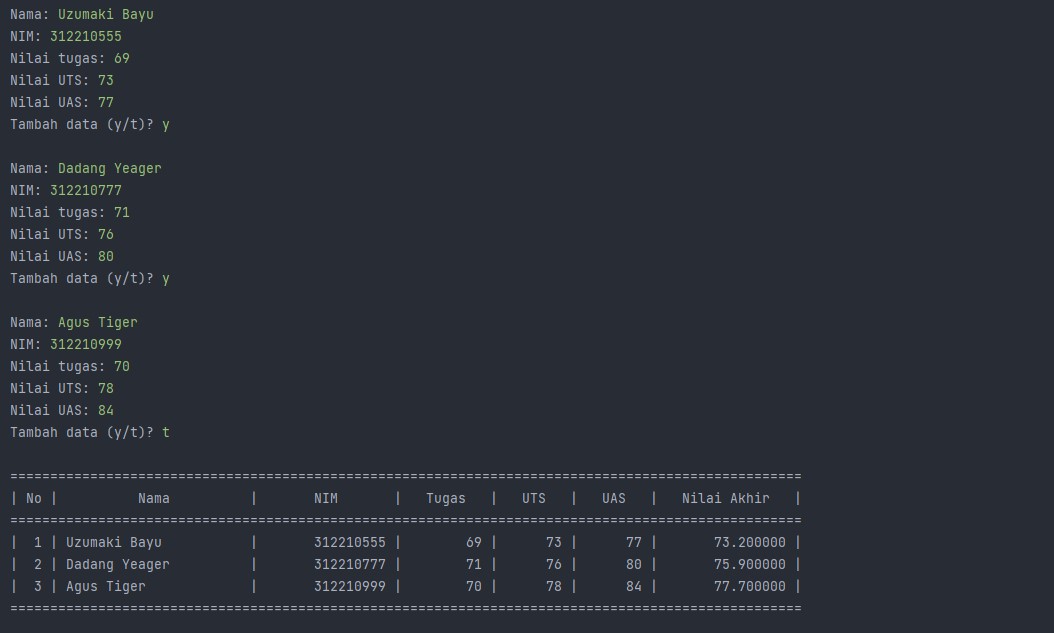 Nama: Uzumaki Bayu
NIM: 312210555
Nilai tugas: 69
Nilai UTS: 73
Nilai UAS: 77
Tambah data (y/t)? y

Nama: Dadang Yeager
NIM: 312210777
Nilai tugas: 71
Nilai UTS: 76
Nilai UAS: 80
Tambah data (y/t)? y

Nama: Agus Tiger
NIM: 312210999
Nilai tugas: 70
Nilai UTS: 78
Nilai UAS: 84
Tambah data (y/t)? t

===================================================================================================
| No |          Nama          |       NIM       |   Tugas   |   UTS   |   UAS   |   Nilai Akhir   |
===================================================================================================
|  1 | Uzumaki Bayu           |       312210555 |        69 |      73 |      77 |       73.200000 |
|  2 | Dadang Yeager          |       312210777 |        71 |      76 |      80 |       75.900000 |
|  3 | Agus Tiger             |       312210999 |        70 |      78 |      84 |       77.700000 |
===================================================================================================